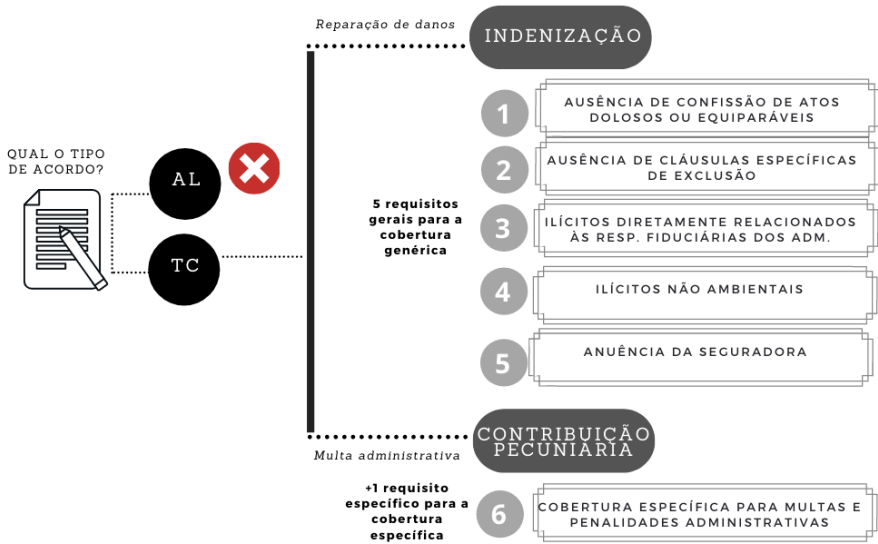 Reparação de danos
INDENIZAÇÃO
1
AUSÊNCIA DE CONFISSÃO DE ATOS
DOLOSOS OU EQUIPARÁVEIS
QUAL O TIPO
DE ACORDO?
AL
2
AUSÊNCIA DE CLÁUSULAS ESPECÍFICAS
DE EXCLUSÃO
5 requisitos
gerais para a
cobertura
genérica
3
ILÍCITOS DIRETAMENTE RELACIONADOS
ÀS RESP. FIDUCIÁRIAS DOS ADM.
TC
4
ILÍCITOS NÃO AMBIENTAIS
5
ANUÊNCIA DA SEGURADORA
CONTRIBUIÇÃO
PECUNIARIA
Multa administrativa
+1 requisito
específico para a
cobertura
específica
6
COBERTURA ESPECÍFICA PARA MULTAS E
PENALIDADES ADMINISTRATIVAS